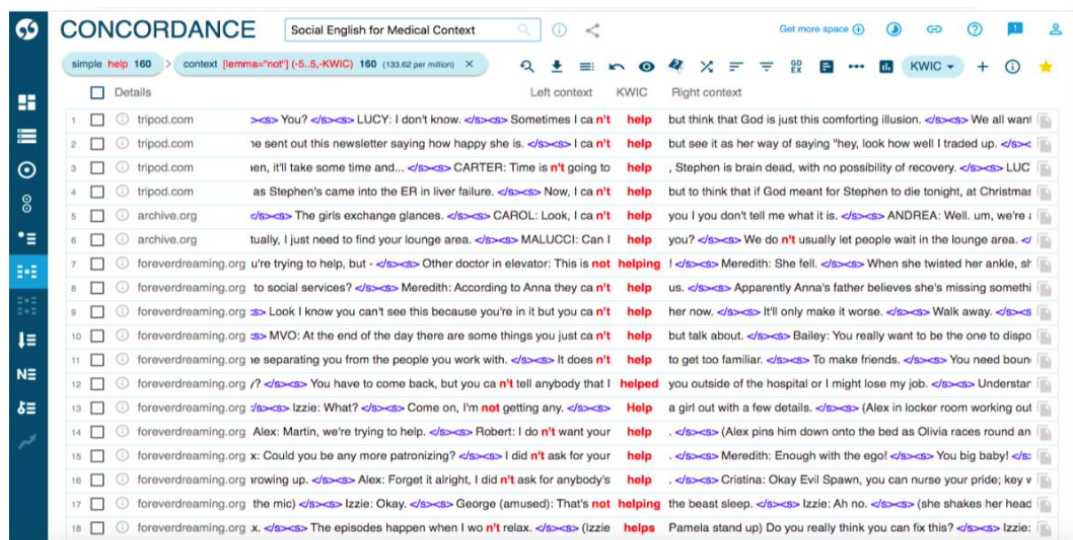 CONCORDANCE Social English for Medical Context Get more space
simple help 160 > context [lemma="not"] (-5..5,-KWIC) 160 (133.62 per million) × GD EX KWIC + 
Details Left context KWIC Right context
1 tripod.com ><s> You? </s><s> LUCY: I don't know. </s><s> Sometimes I ca n't help but think that God is just this comforting illusion. </s><s> We all want
2 tripod.com sent out this newsletter saying how happy she is. </s><s> I ca n't help but see it as her way of saying "hey, look how well I traded up. </s><
3 tripod.com it'll take some time and... </s><s> CARTER: Time is n't going to help , Stephen is brain dead, with no possibility of recovery. </s><s> LUC
4 tripod.com as Stephen's came into the ER in liver failure. </s><s> Now, I ca n't help but to think that if God meant for Stephen to die tonight, at Christmas
5 archive.org </s><s> The girls exchange glances. </s><s> CAROL: Look, I ca n't help you I you don't tell me what it is. </s><s> ANDREA: Well. um, we're
6 archive.org tually, I just need to find your lounge area. </s><s> MALUCCI: Can I help you? </s><s> We do n't usually let people wait in the lounge area. </
7 foreverdreaming.org u're trying to help, but - </s><s> Other doctor in elevator: This is not helping ! </s><s> Meredith: She fell. </s><s> When she twisted her ankle, sh
8 foreverdreaming.org to social services? </s><s> Meredith: According to Anna they ca n't help us. </s><s> Apparently Anna's father believes she's missing somethi
9 foreverdreaming.org :s> Look I know you can't see this because you're in it but you ca n't help her now. </s><s> It'll only make it worse. </s><s> Walk away. </s><s
10 foreverdreaming.org :s> MVO: At the end of the day there are some things you just ca n't help but talk about. </s><s> Bailey: You really want to be the one to dispo
11 foreverdreaming.org separating you from the people you work with. </s><s> It does n't help to get too familiar. </s><s> To make friends. </s><s> You need boun
12 foreverdreaming.org /? </s><s> You have to come back, but you ca n't tell anybody that I helped you outside of the hospital or I might lose my job. </s><s> Understar
13 foreverdreaming.org :/s><s> Izzie: What? </s><s> Come on, I'm not getting any. </s><s> Help a girl out with a few details. </s><s> (Alex in locker room working out
14 foreverdreaming.org Alex: Martin, we're trying to help. </s><s> Robert: I do n't want your help . </s><s> (Alex pins him down onto the bed as Olivia races round an
15 foreverdreaming.org x: Could you be any more patronizing? </s><s> I did n't ask for your help . </s><s> Meredith: Enough with the ego! </s><s> You big baby! </s:
16 foreverdreaming.org rowing up. </s><s> Alex: Forget it alright, I did n't ask for anybody's help . </s><s> Cristina: Okay Evil Spawn, you can nurse your pride; key v
17 foreverdreaming.org the mic) </s><s> Izzie: Okay. </s><s> George (amused): That's not helping the beast sleep. </s><s> Izzie: Ah no. </s><s> (she shakes her head
18 foreverdreaming.org x. </s><s> The episodes happen when I wo n't relax. </s><s> (Izzie helps Pamela stand up) Do you really think you can fix this? </s><s> Izzie: